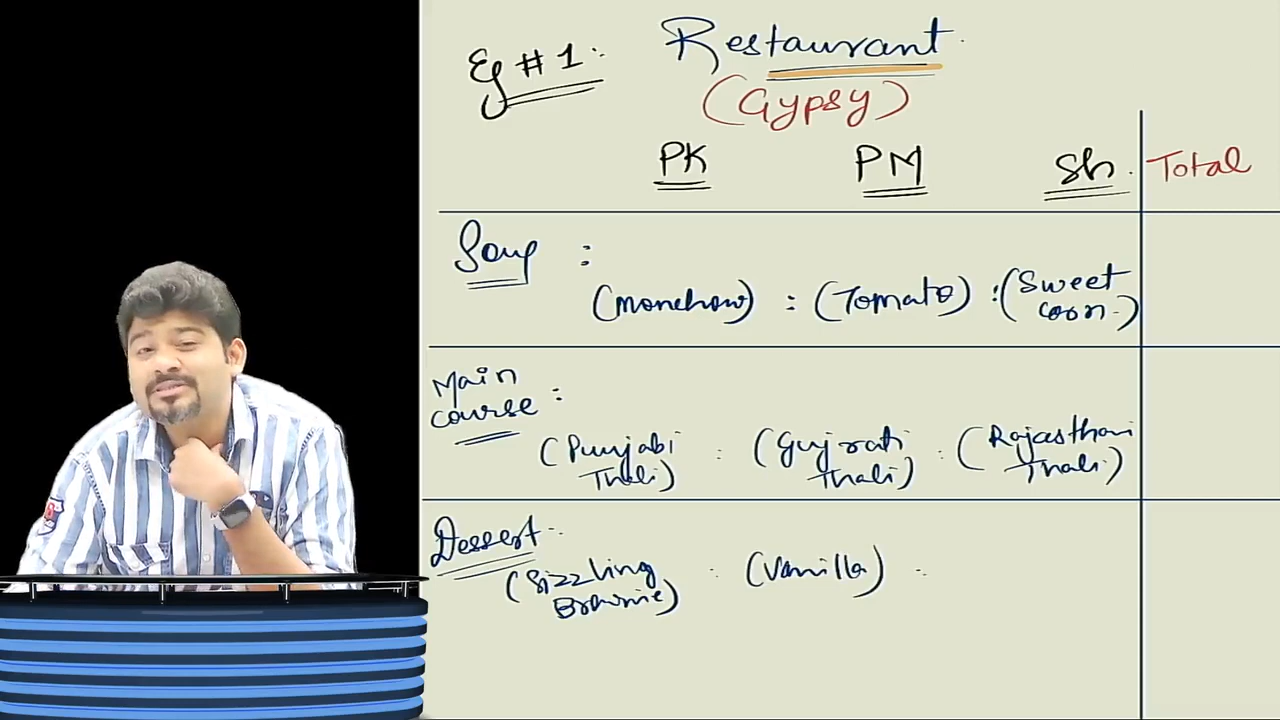 Eg # 1: Restaurant
(Gypsy)
PK PM Sh. Total
Soup :
(Monchow) : (Tomato) : (Sweet
corn.)
Main
course :
(Punjabi : (Gujrati : (Rajasthani
Thali) Thali) Thali)
Dessert :
(Sizzling : (Vanilla) :
Brownie)